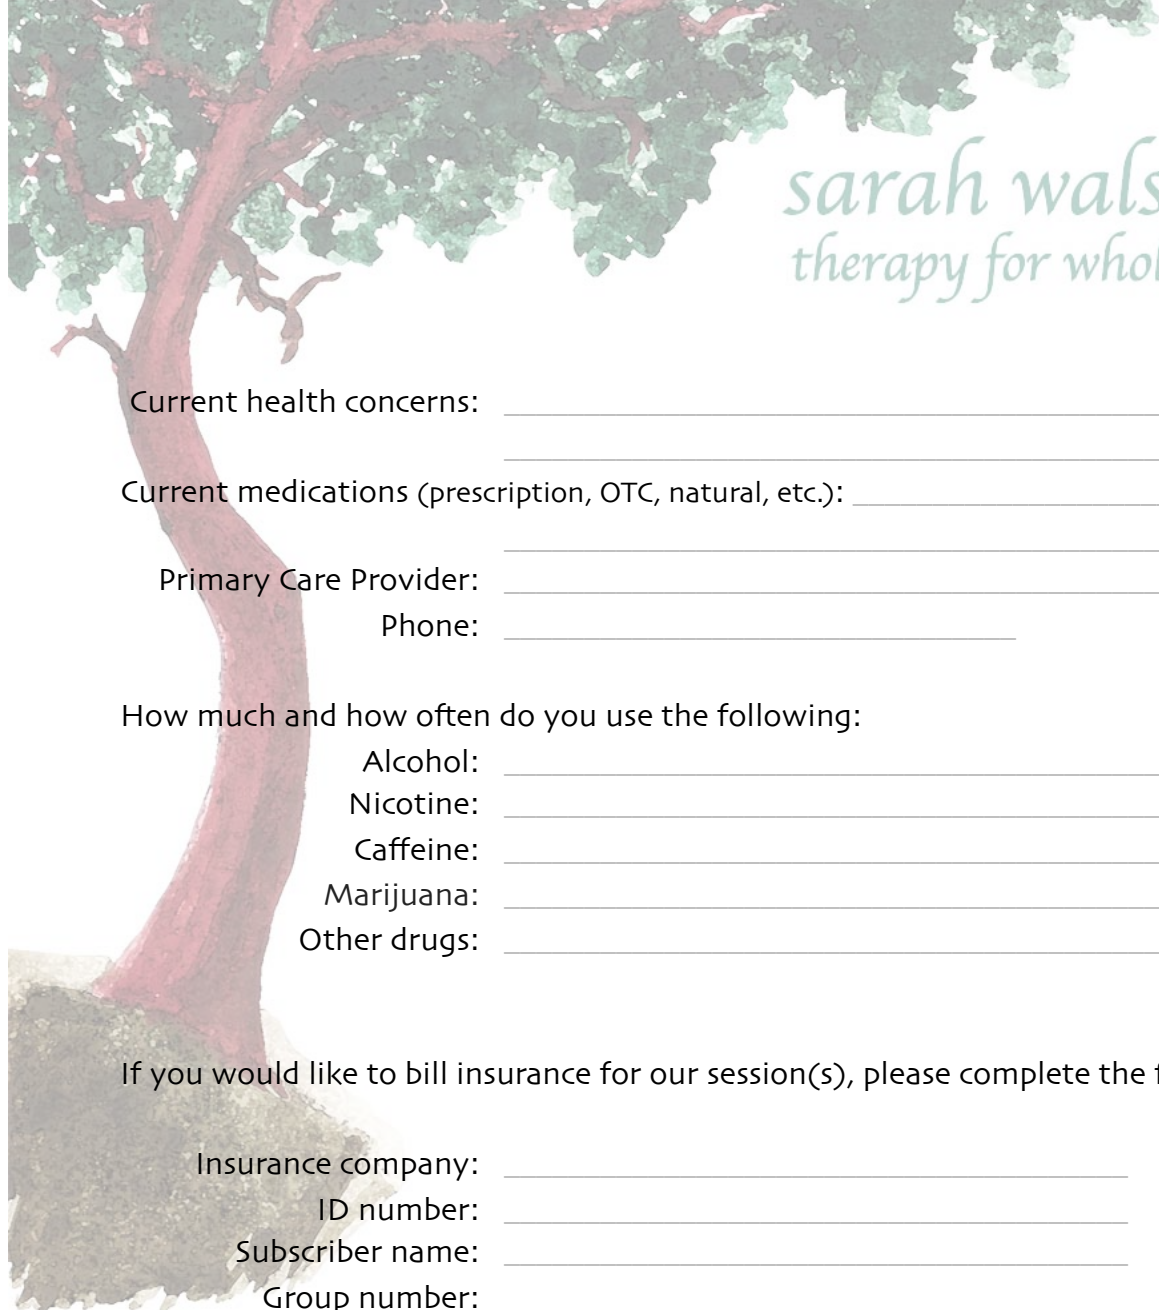 sarah wals
therapy for whol
Current health concerns:
Current medications (prescription, OTC, natural, etc.):
Primary Care Provider:
Phone:
How much and how often do you use the following:
Alcohol:
Nicotine:
Caffeine:
Marijuana:
Other drugs:
If you would like to bill insurance for our session(s), please complete the f
Insurance company:
ID number:
Subscriber name:
Group number: